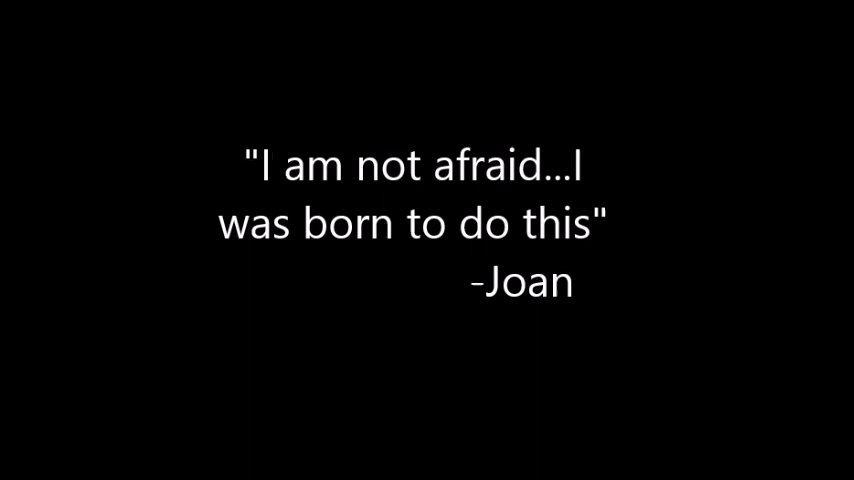 "I am not afraid...I
was born to do this"
-Joan